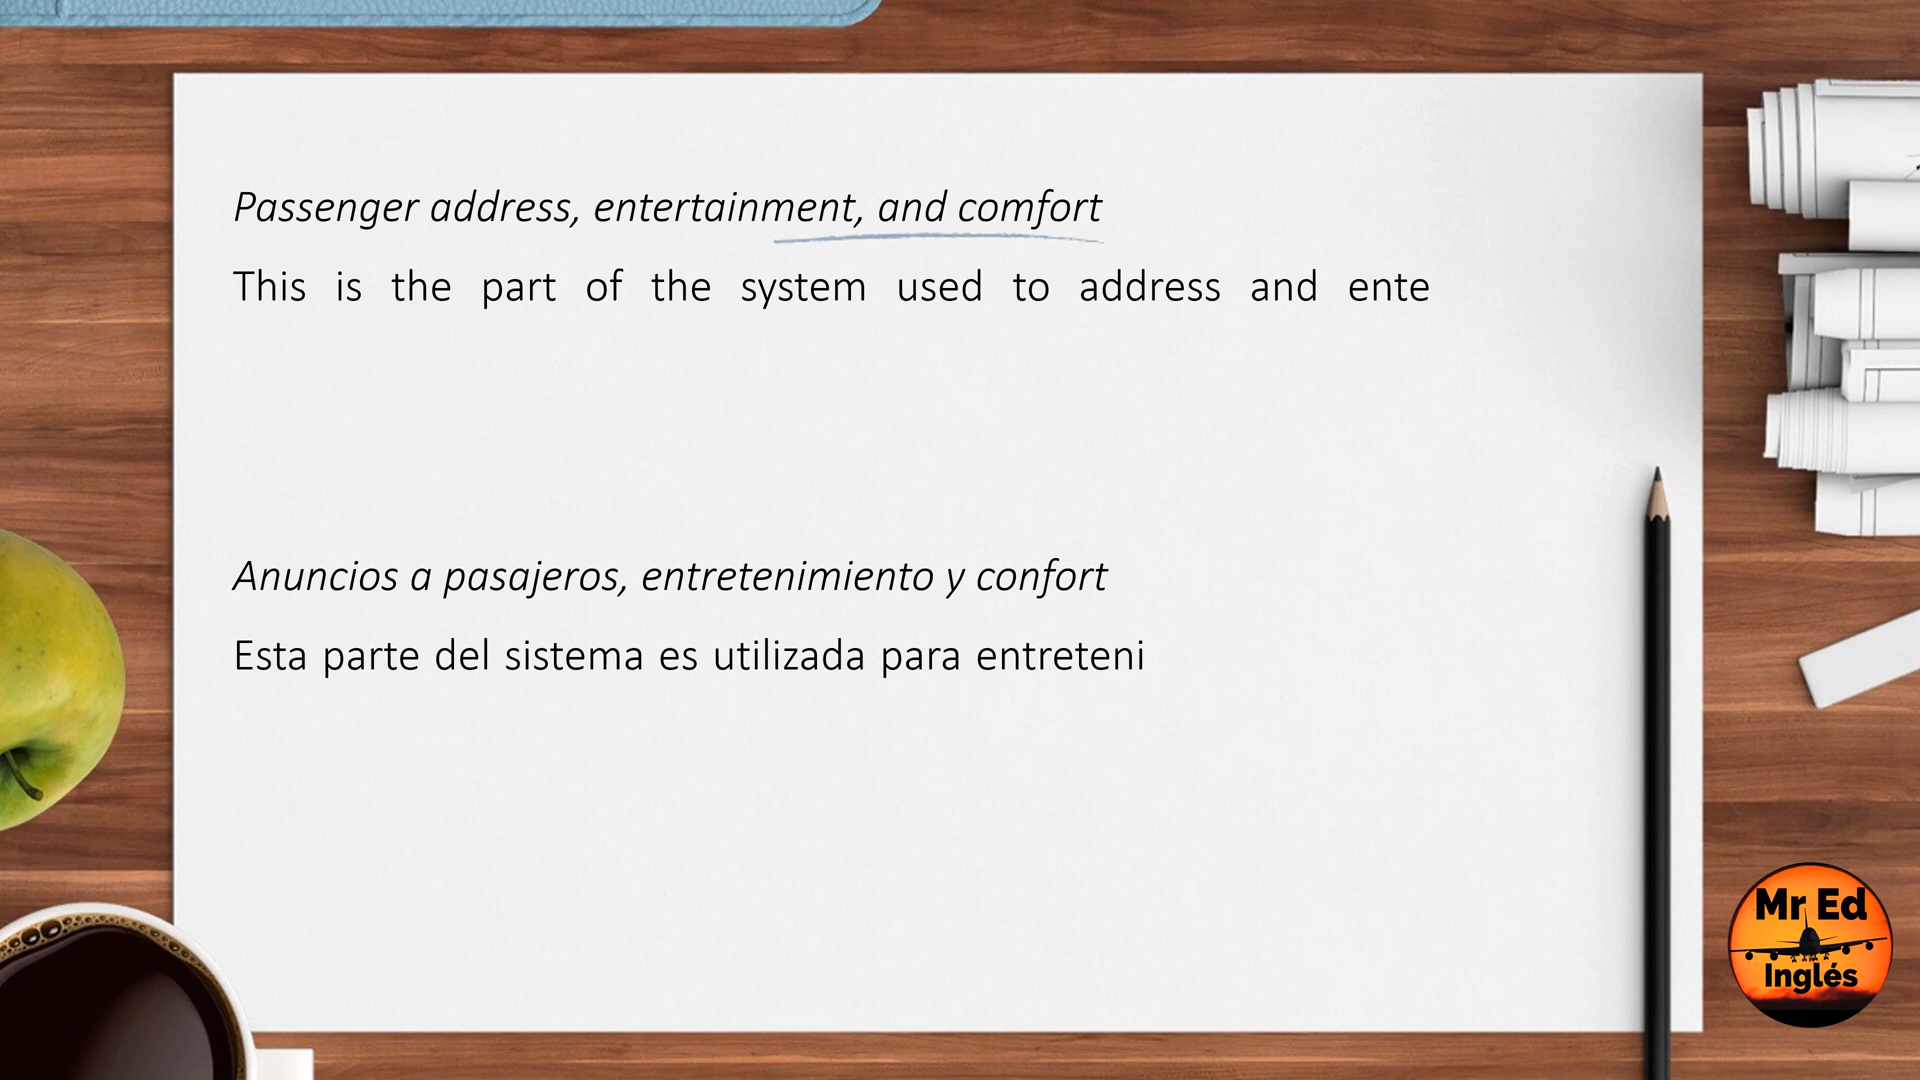 Passenger address, entertainment, and comfort
This is the part of the system used to address and ente
Anuncios a pasajeros, entretenimiento y confort
Esta parte del sistema es utilizada para entreteni
Mr Ed
Inglés